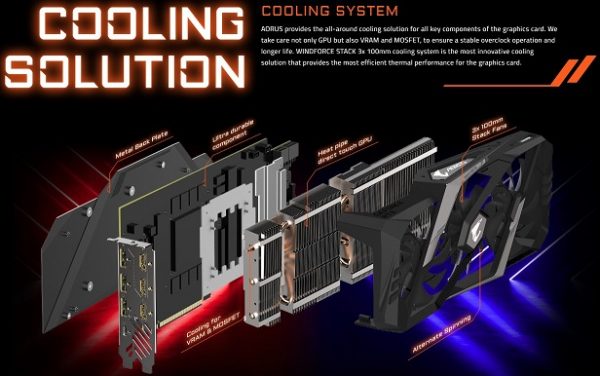 COOLING
SOLUTION
COOLING SYSTEM
AORUS provides the all-around cooling solution for all key components of the graphics card. We
take care not only GPU but also VRAM and MOSFET, to ensure a stable overclock operation and
longer life. WINDFORCE STACK 3x 100mm cooling system is the most innovative cooling
solution that provides the most efficient thermal performance for the graphics card.
Metal Back Plate
Ultra durable
component
Heat pipe
direct touch GPU
3x 100mm
Stack Fans
Cooling for
VRAM & MOSFET
Alternate Spinning